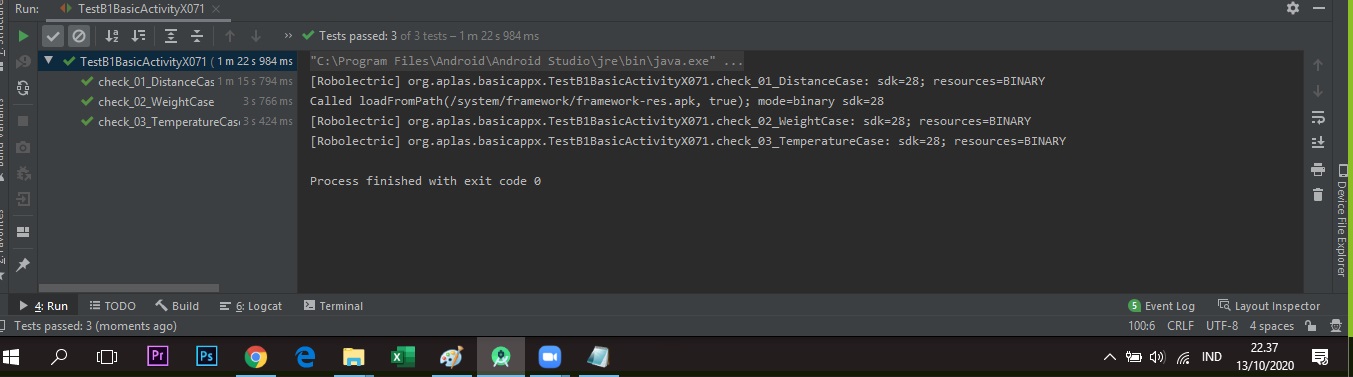 Run: TestB1BasicActivityX071
Tests passed: 3 of 3 tests – 1 m 22 s 984 ms
TestB1BasicActivityX071 ( 1 m 22 s 984 ms
check_01_DistanceCas 1 m 15 s 794 ms
check_02_WeightCase 3 s 766 ms
check_03_TemperatureCase 3 s 424 ms
"C:\Program Files\Android\Android Studio\jre\bin\java.exe" ...
[Robolectric] org.aplas.basicappx.TestB1BasicActivityX071.check_01_DistanceCase: sdk=28; resources=BINARY
Called loadFromPath(/system/framework/framework-res.apk, true); mode=binary sdk=28
[Robolectric] org.aplas.basicappx.TestB1BasicActivityX071.check_02_WeightCase: sdk=28; resources=BINARY
[Robolectric] org.aplas.basicappx.TestB1BasicActivityX071.check_03_TemperatureCase: sdk=28; resources=BINARY
Process finished with exit code 0
Device File Explorer
4: Run TODO Build 6: Logcat Terminal 5 Event Log Layout Inspector
Tests passed: 3 (moments ago) 100:6 CRLF UTF-8 4 spaces
Pr Ps IND 22.37
13/10/2020